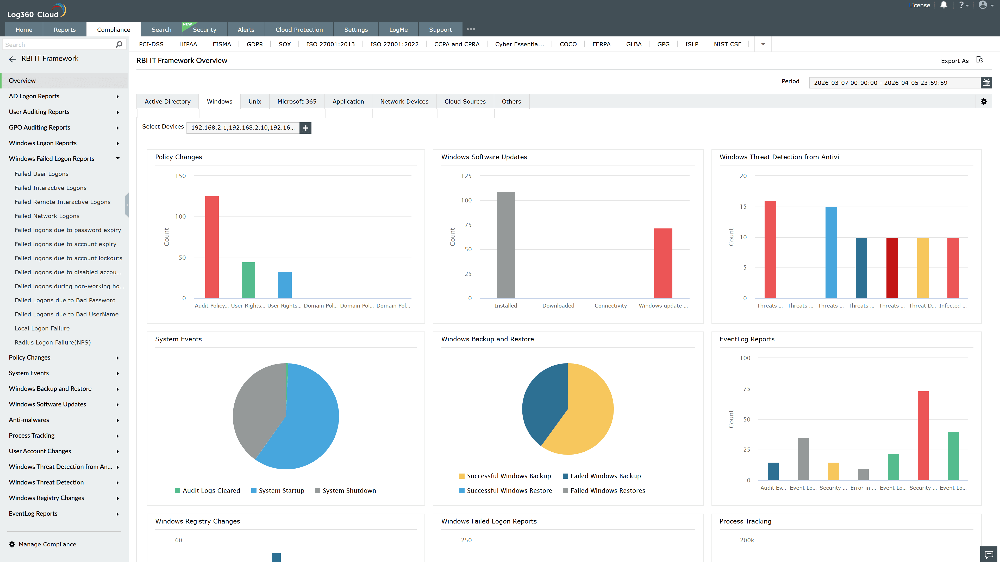 License
Log360 Cloud
Home
Reports
Compliance
Search
NEW
Security
Alerts
Cloud Protection
Settings
LogMe
Support
Search
PCI-DSS
HIPAA
FISMA
GDPR
SOX
ISO 27001:2013
ISO 27001:2022
CCPA and CPRA
Cyber Essentia...
COCO
FERPA
GLBA
GPG
ISLP
NIST CSF
RBI IT Framework
Overview
AD Logon Reports
User Auditing Reports
GPO Auditing Reports
Windows Logon Reports
Windows Failed Logon Reports
Failed User Logons
Failed Interactive Logons
Failed Remote Interactive Logons
Failed Network Logons
Failed logons due to password expiry
Failed logons due to account expiry
Failed logons due to account lockouts
Failed logons due to disabled accou...
Failed logons during non-working ho...
Failed Logons due to Bad Password
Failed Logons due to Bad UserName
Local Logon Failure
Radius Logon Failure(NPS)
Policy Changes
System Events
Windows Backup and Restore
Windows Software Updates
Anti-malwares
Process Tracking
User Account Changes
Windows Threat Detection from An...
Windows Threat Detection
Windows Registry Changes
EventLog Reports
Manage Compliance
RBI IT Framework Overview
Export As
Period
2026-03-07 00:00:00 - 2026-04-05 23:59:59
Active Directory
Windows
Unix
Microsoft 365
Application
Network Devices
Cloud Sources
Others
Select Devices
192.168.2.1,192.168.2.10,192.16...
Policy Changes
150
100
50
0
Count
Audit Policy...
User Rights...
User Rights...
Domain Pol...
Domain Pol...
Domain Pol...
Windows Software Updates
125
100
75
50
25
0
Count
Installed
Downloaded
Connectivity
Windows update ...
Windows Threat Detection from Antivi...
20
15
10
5
0
Count
Threats ...
Threats ...
Threats ...
Threats ...
Threats ...
Threat D...
Infected ...
System Events
Audit Logs Cleared
System Startup
System Shutdown
Windows Backup and Restore
Successful Windows Backup
Failed Windows Backup
Successful Windows Restore
Failed Windows Restores
EventLog Reports
100
75
50
25
0
Count
Audit Ev...
Event Lo...
Security ...
Error in ...
Event Lo...
Security ...
Event Lo...
Windows Registry Changes
60
Windows Failed Logon Reports
250
Process Tracking
200k